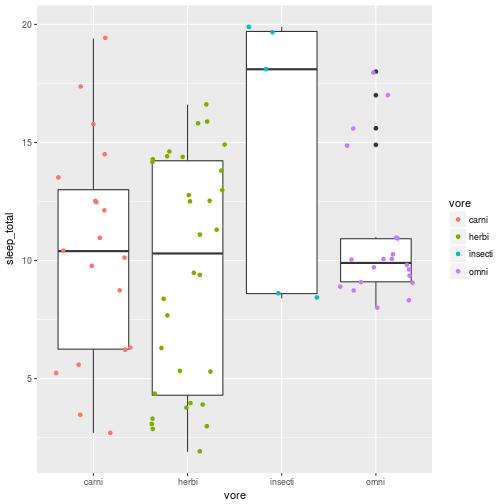 20
15
10
5
sleep_total
carni herbi insecti omni
vore
vore
carni
herbi
insecti
omni